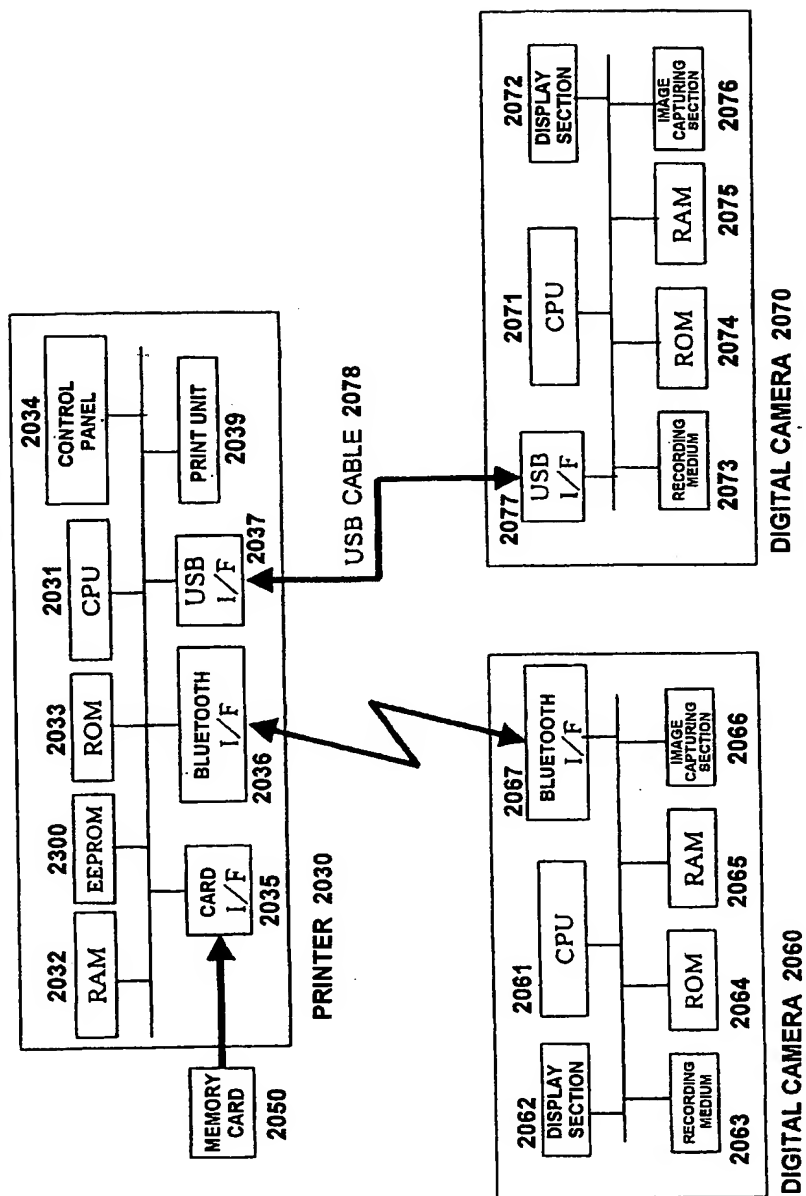 2032
RAM
2300
EEPROM
2033
ROM
2031
CPU
2034
CONTROL
PANEL
MEMORY
CARD
2050
CARD
I/F
2035
BLUETOOTH
I/F
2036
USB
I/F
2037
PRINT UNIT
2039
PRINTER 2030
USB CABLE 2078
2062
DISPLAY
SECTION
2061
CPU
2067
BLUETOOTH
I/F
RECORDING
MEDIUM
2063
ROM
2064
RAM
2065
IMAGE
CAPTURING
SECTION
2066
DIGITAL CAMERA 2060
2077
USB
I/F
2071
CPU
2072
DISPLAY
SECTION
RECORDING
MEDIUM
2073
ROM
2074
RAM
2075
IMAGE
CAPTURING
SECTION
2076
DIGITAL CAMERA 2070